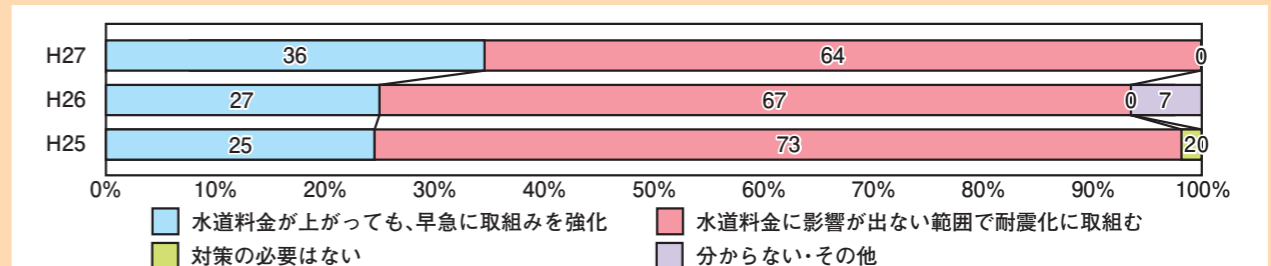 H27 36 64 0
H26 27 67 0 7
H25 25 73 2 0
0% 10% 20% 30% 40% 50% 60% 70% 80% 90% 100%
水道料金が上がっても、早急に取組みを強化 水道料金に影響が出ない範囲で耐震化に取組む
対策の必要はない 分からない・その他